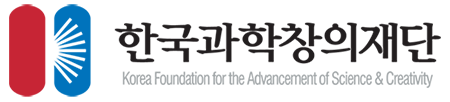 한국과학창의재단
Korea Foundation for the Advancement of Science & Creativity